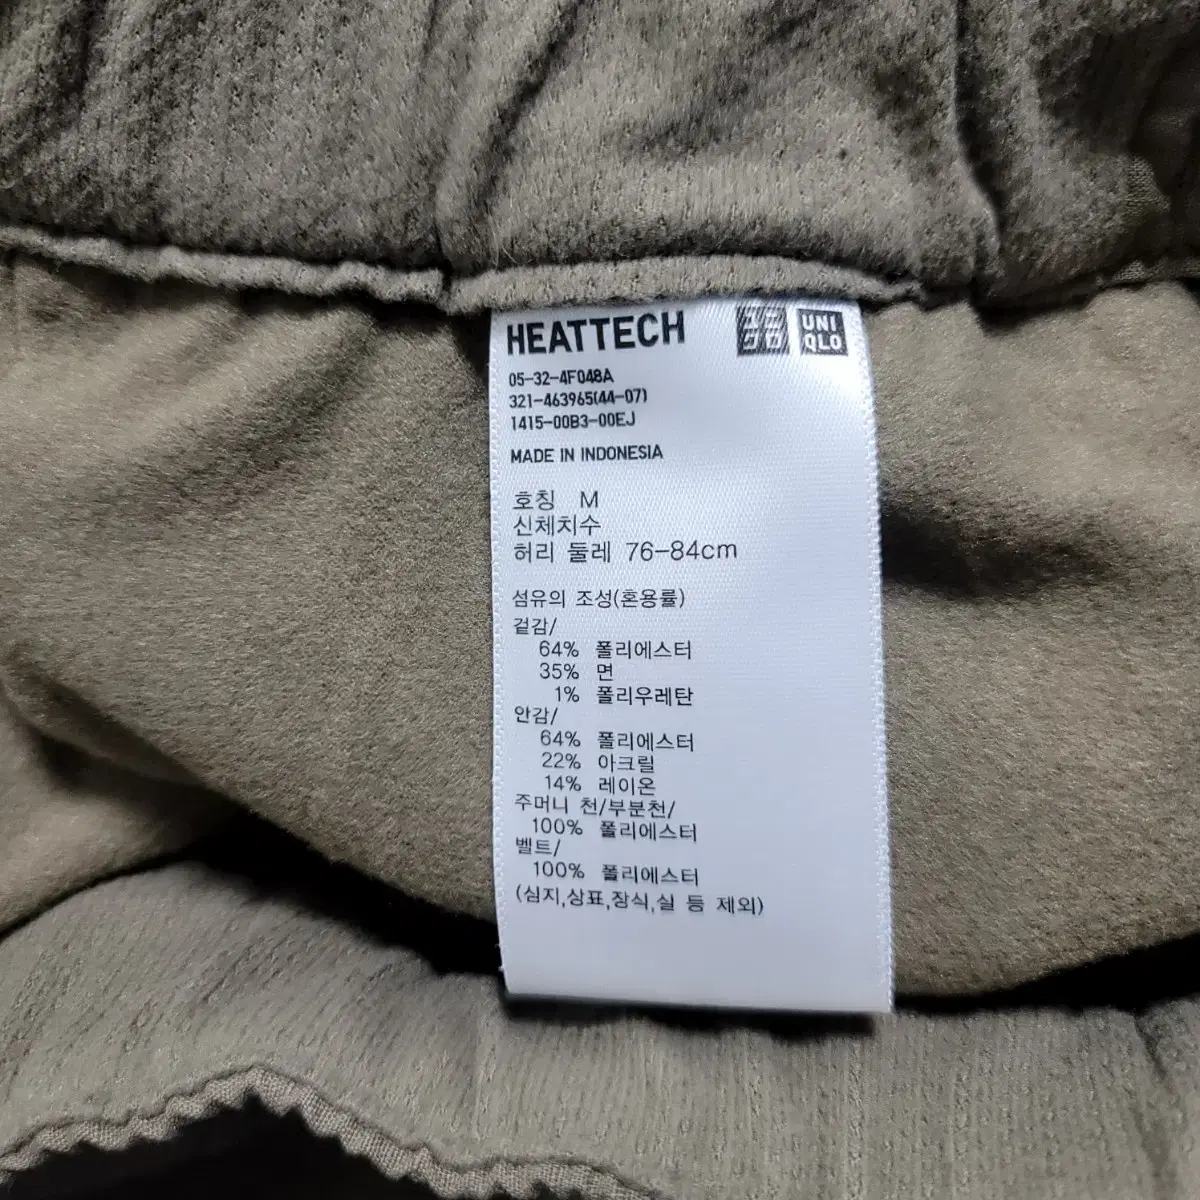 HEATTECH
ユニ
クロ
UNI
QLO
05-32-4F048A
321-463965(44-07)
1415-00B3-00EJ
MADE IN INDONESIA
호칭 M
신체치수
허리 둘레 76-84cm
섬유의 조성(혼용률)
겉감/
64% 폴리에스터
35% 면
1% 폴리우레탄
안감/
64% 폴리에스터
22% 아크릴
14% 레이온
주머니 천/부분천/
100% 폴리에스터
벨트/
100% 폴리에스터
(심지,상표,장식,실 등 제외)